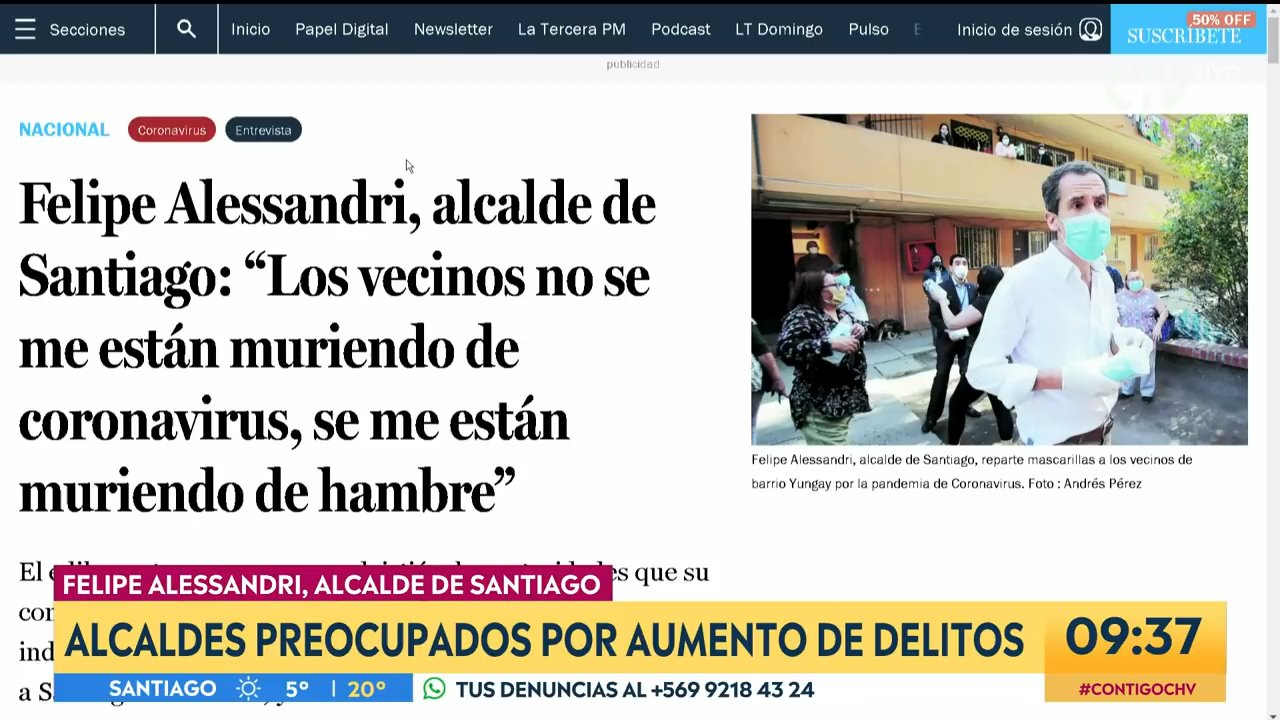 Secciones
Inicio Papel Digital Newsletter La Tercera PM Podcast LT Domingo Pulso
Inicio de sesión
50% OFF
SUSCRÍBETE
publicidad
VIVO
NACIONAL Coronavirus Entrevista
Felipe Alessandri, alcalde de
Santiago: “Los vecinos no se
me están muriendo de
coronavirus, se me están
muriendo de hambre”
Felipe Alessandri, alcalde de Santiago, reparte mascarillas a los vecinos de
barrio Yungay por la pandemia de Coronavirus. Foto : Andrés Pérez
El que su
FELIPE ALESSANDRI, ALCALDE DE SANTIAGO
ALCALDES PREOCUPADOS POR AUMENTO DE DELITOS
09:37
SANTIAGO 5° | 20°
TUS DENUNCIAS AL +569 9218 43 24
#CONTIGOCHV